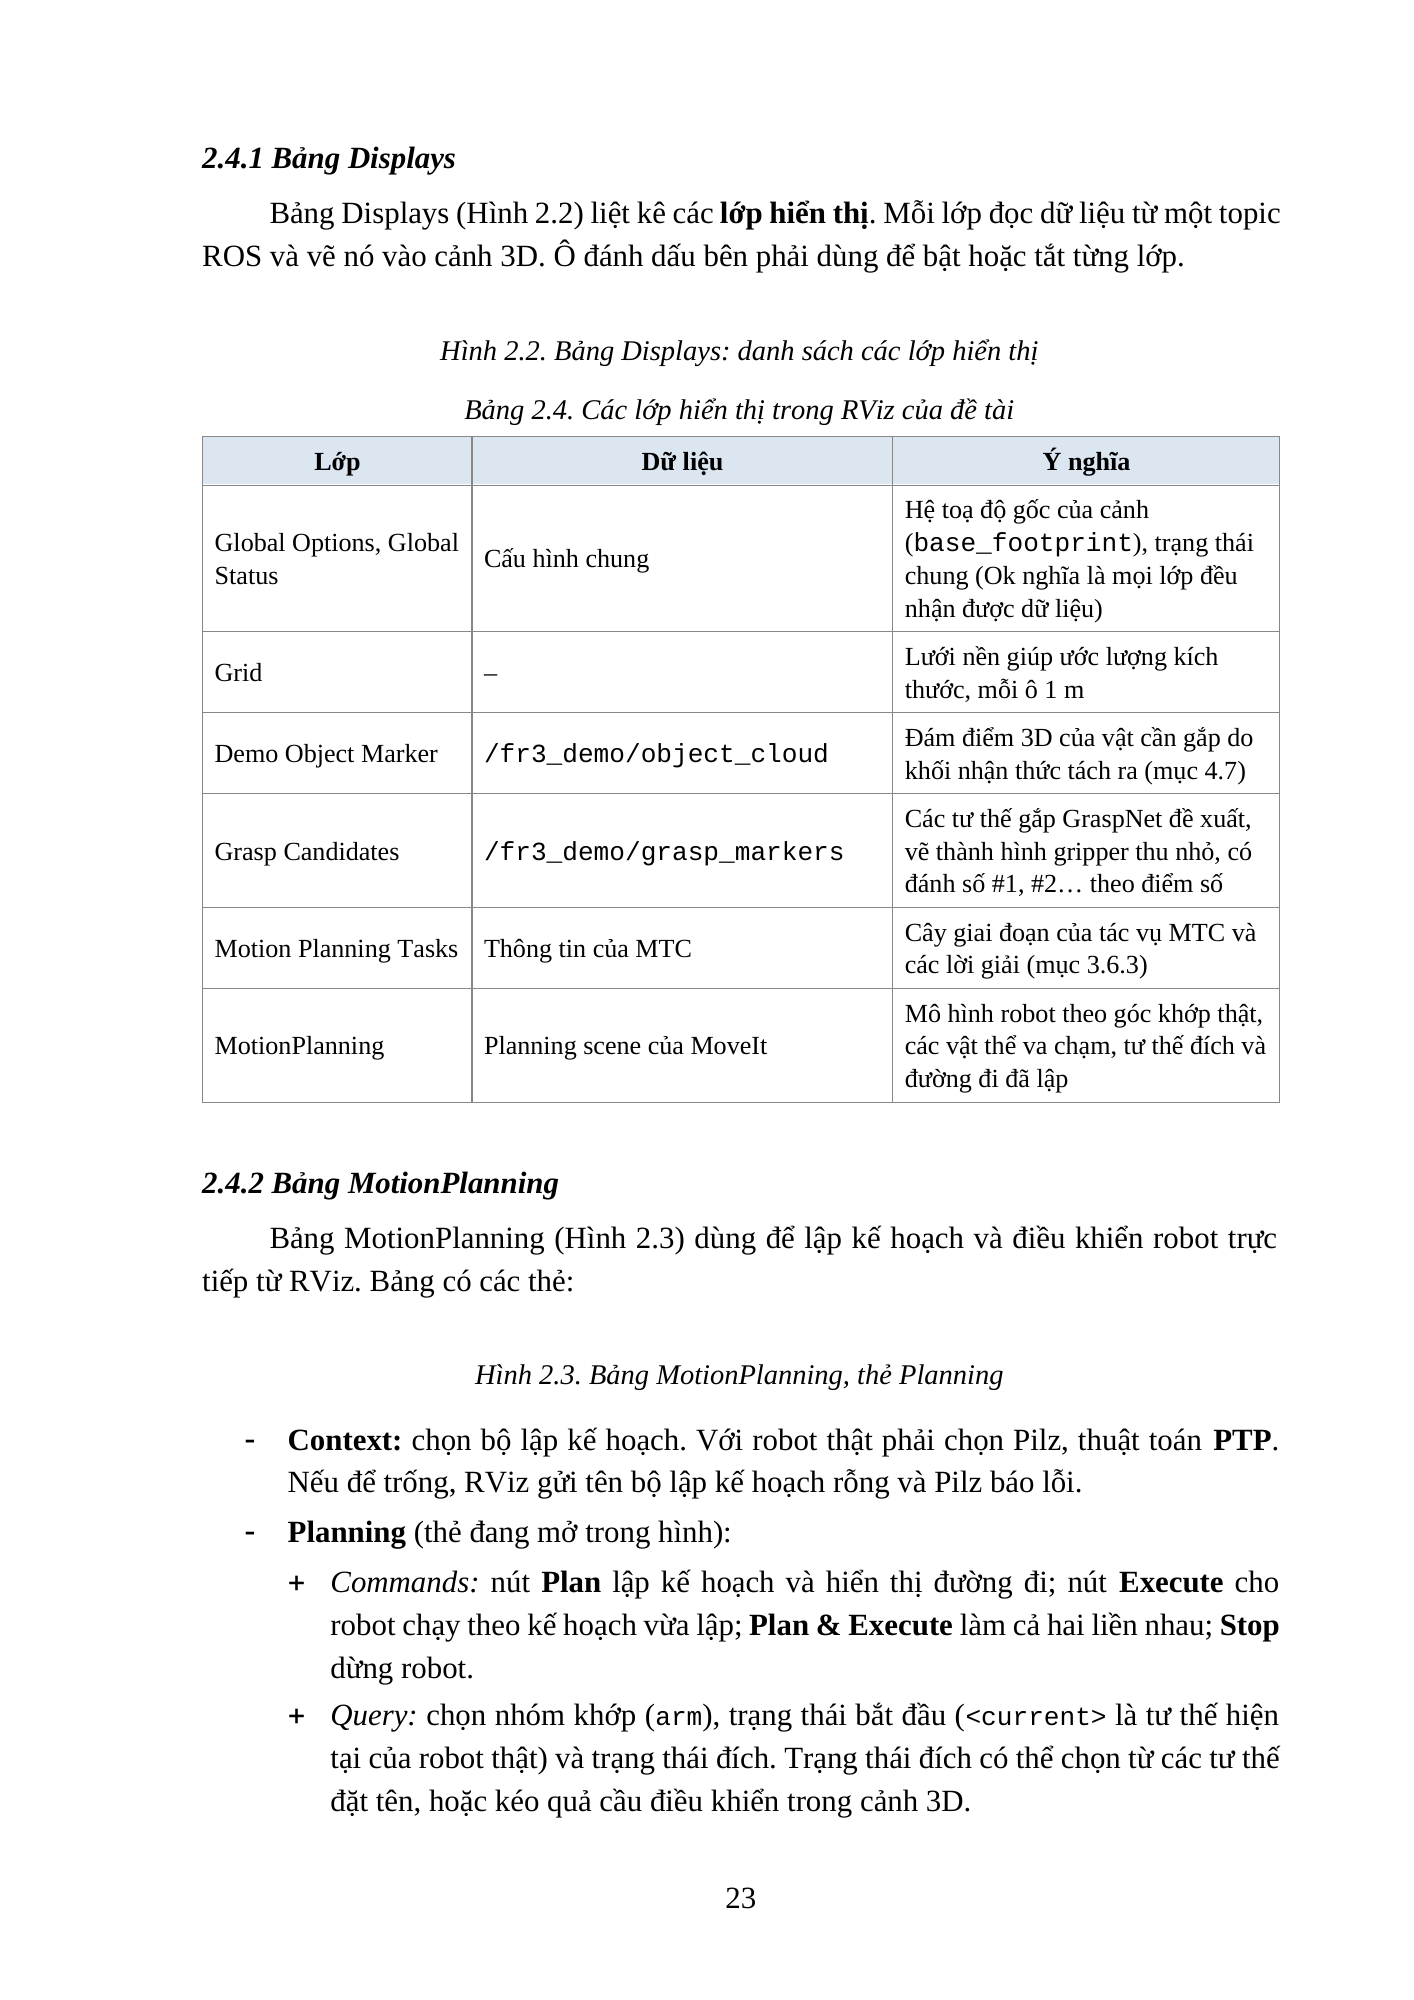 2.4.1 Bảng Displays
Bảng Displays (Hình 2.2) liệt kê các lớp hiển thị. Mỗi lớp đọc dữ liệu từ một topic
ROS và vẽ nó vào cảnh 3D. Ô đánh dấu bên phải dùng để bật hoặc tắt từng lớp.
Hình 2.2. Bảng Displays: danh sách các lớp hiển thị
Bảng 2.4. Các lớp hiển thị trong RViz của đề tài
Lớp Dữ liệu Ý nghĩa
Global Options, Global
Status
Cấu hình chung
Hệ toạ độ gốc của cảnh
(base_footprint), trạng thái
chung (Ok nghĩa là mọi lớp đều
nhận được dữ liệu)
Grid
–
Lưới nền giúp ước lượng kích
thước, mỗi ô 1 m
Demo Object Marker
/fr3_demo/object_cloud
Đám điểm 3D của vật cần gắp do
khối nhận thức tách ra (mục 4.7)
Grasp Candidates
/fr3_demo/grasp_markers
Các tư thế gắp GraspNet đề xuất,
vẽ thành hình gripper thu nhỏ, có
đánh số #1, #2… theo điểm số
Motion Planning Tasks
Thông tin của MTC
Cây giai đoạn của tác vụ MTC và
các lời giải (mục 3.6.3)
MotionPlanning
Planning scene của MoveIt
Mô hình robot theo góc khớp thật,
các vật thể va chạm, tư thế đích và
đường đi đã lập
2.4.2 Bảng MotionPlanning
Bảng MotionPlanning (Hình 2.3) dùng để lập kế hoạch và điều khiển robot trực
tiếp từ RViz. Bảng có các thẻ:
Hình 2.3. Bảng MotionPlanning, thẻ Planning
- Context: chọn bộ lập kế hoạch. Với robot thật phải chọn Pilz, thuật toán PTP.
Nếu để trống, RViz gửi tên bộ lập kế hoạch rỗng và Pilz báo lỗi.
- Planning (thẻ đang mở trong hình):
+ Commands: nút Plan lập kế hoạch và hiển thị đường đi; nút Execute cho
robot chạy theo kế hoạch vừa lập; Plan & Execute làm cả hai liền nhau; Stop
dừng robot.
+ Query: chọn nhóm khớp (arm), trạng thái bắt đầu (<current> là tư thế hiện
tại của robot thật) và trạng thái đích. Trạng thái đích có thể chọn từ các tư thế
đặt tên, hoặc kéo quả cầu điều khiển trong cảnh 3D.
23